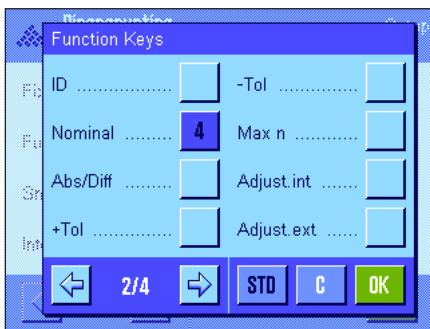 Function Keys
ID ................
-Tol ..............
Nominal ......... 4
Max n ............
Abs/Diff .........
Adjust.int ......
+Tol .............
Adjust.ext .....
2/4 STD C OK